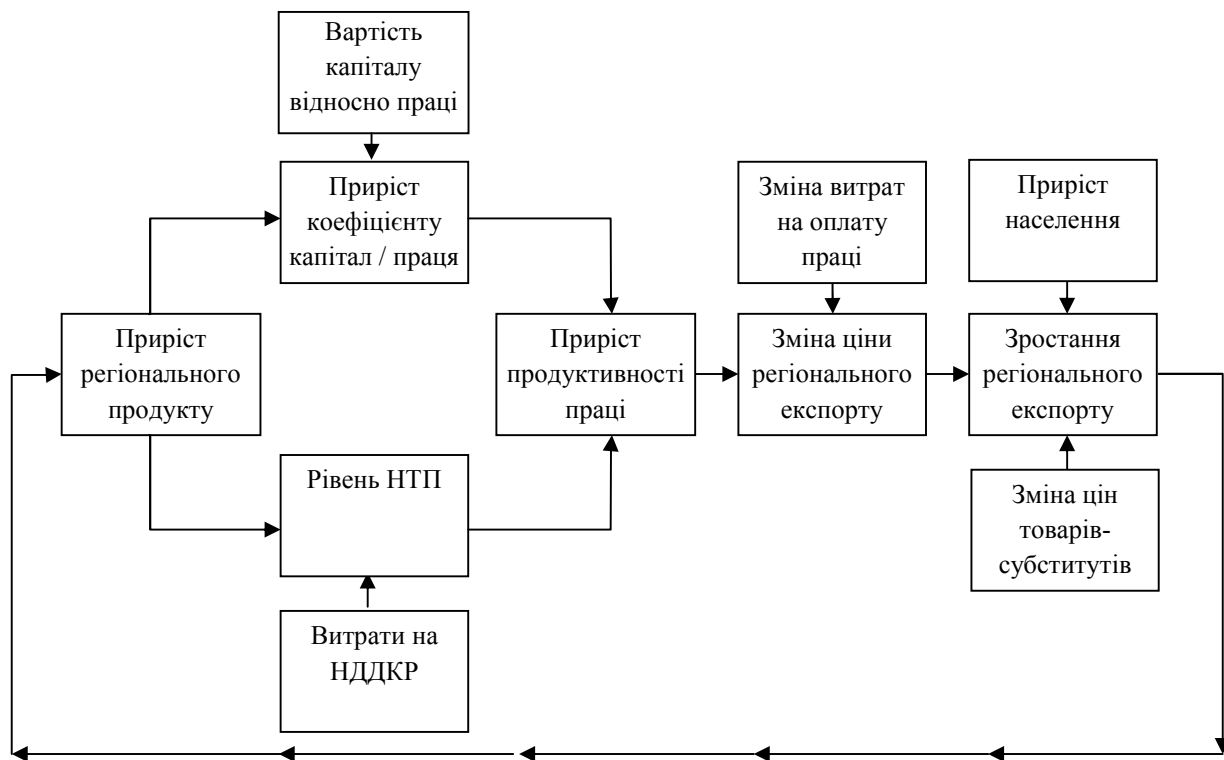 Вартість
капіталу
відносно праці
Приріст
коефіцієнту
капітал / праця
Зміна витрат
на оплату
праці
Приріст
населення
Приріст
регіонального
продукту
Приріст
продуктивності
праці
Зміна ціни
регіонального
експорту
Зростання
регіонального
експорту
Рівень НТП
Зміна цін
товарів-
субститутів
Витрати на
НДДКР